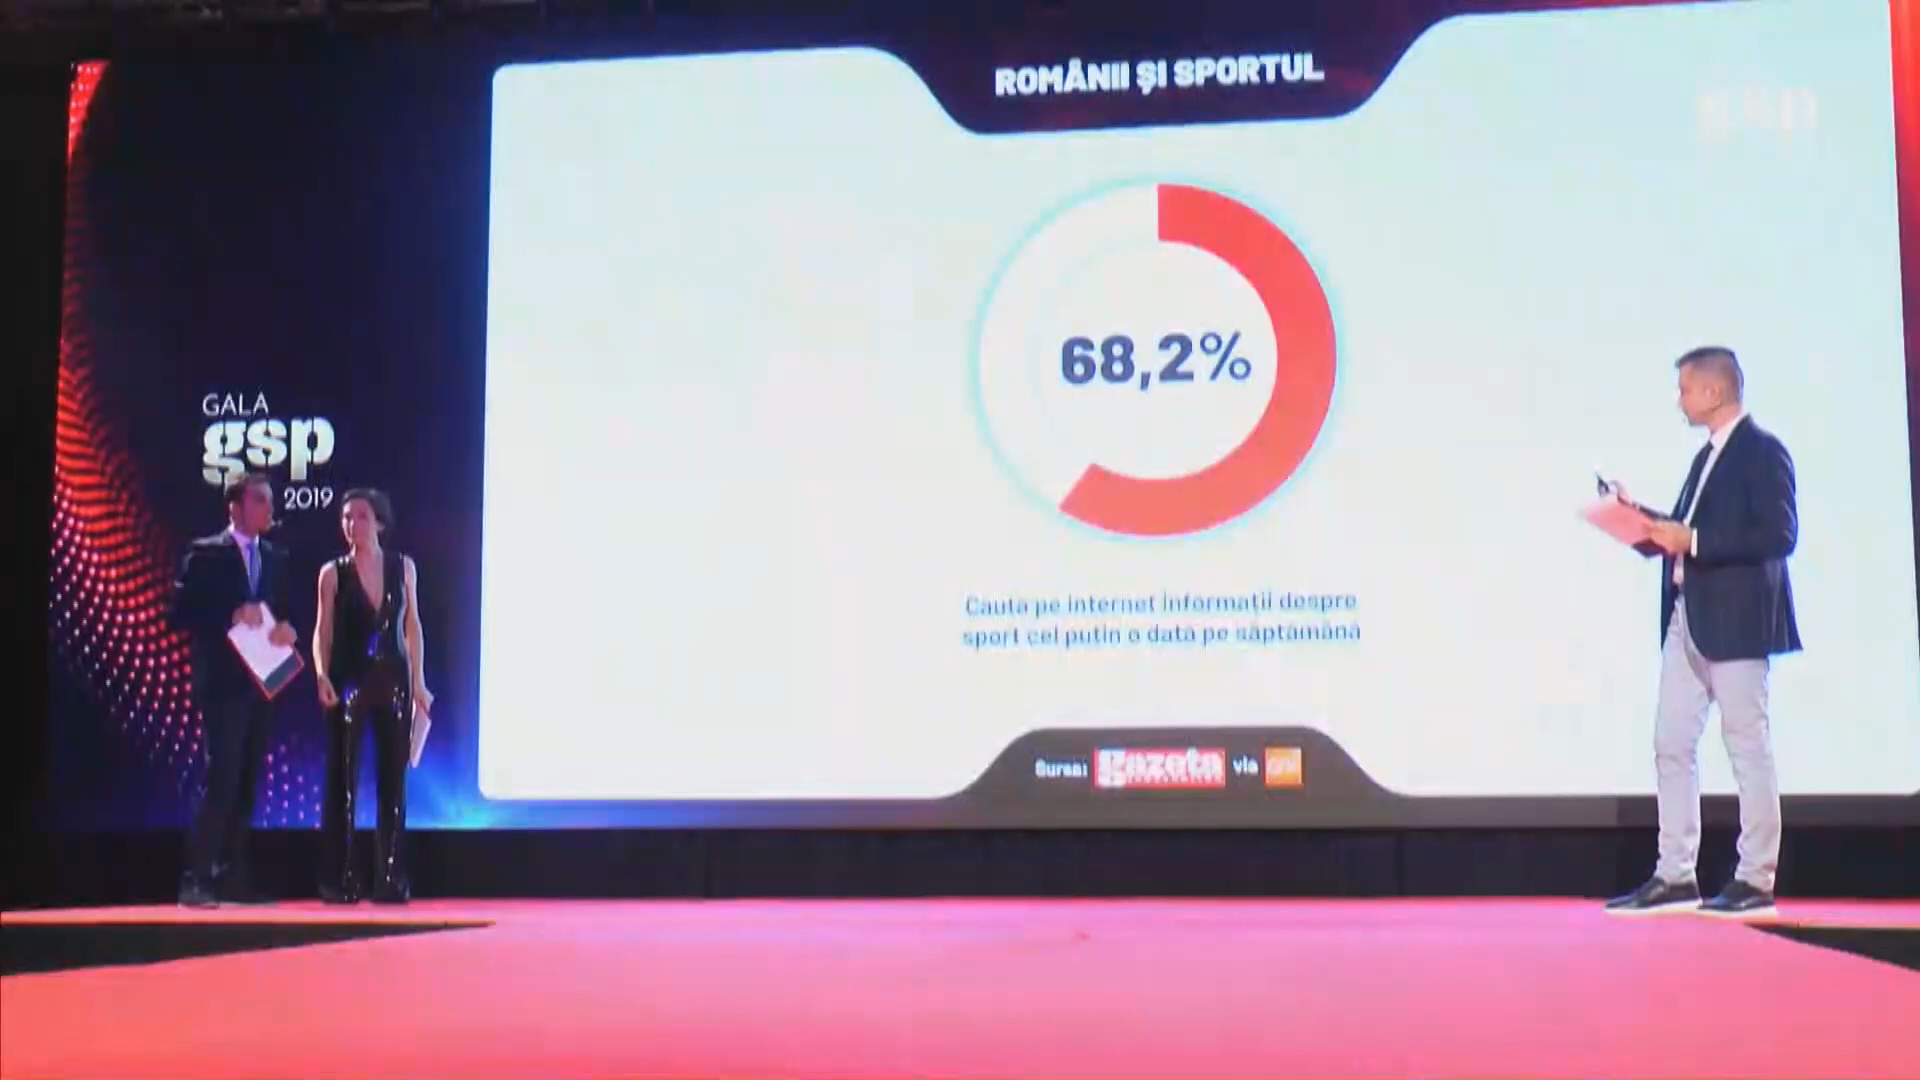 ROMÂNII ȘI SPORTUL
gsp
68,2%
GALA
gsp
2019
Caută pe internet informații despre
sport cel puțin o dată pe săptămână
Sursa: gazeta via